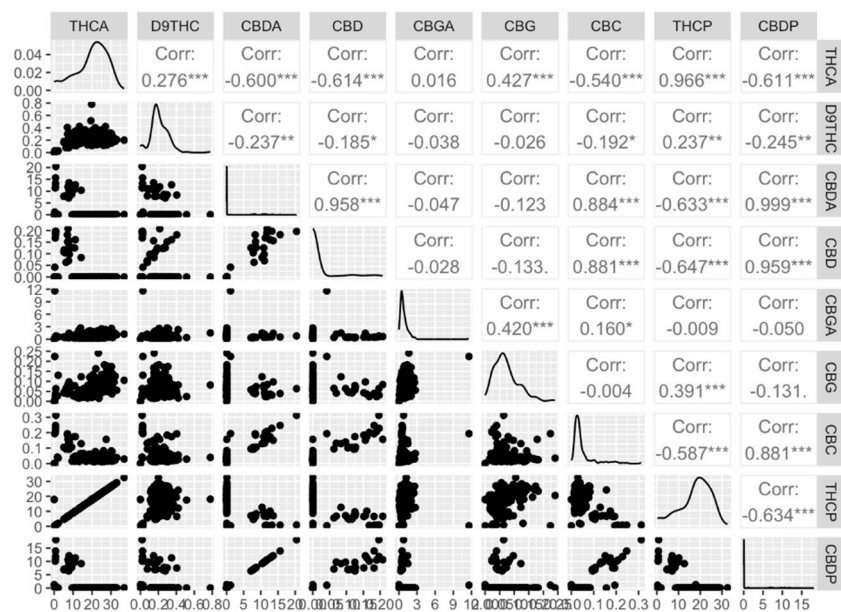 THCA D9THC CBDA CBD CBGA CBG CBC THCP CBDP
0.04 0.02 0.00 Corr: 0.276*** Corr: -0.600*** Corr: -0.614*** Corr: 0.016 Corr: 0.427*** Corr: -0.540*** Corr: 0.966*** Corr: -0.611*** THCA
0.8 0.6 0.4 0.2 0.0 Corr: -0.237** Corr: -0.185* Corr: -0.038 Corr: -0.026 Corr: -0.192* Corr: 0.237** Corr: -0.245** D9THC
20 15 10 5 0 Corr: 0.958*** Corr: -0.047 Corr: -0.123 Corr: 0.884*** Corr: -0.633*** Corr: 0.999*** CBDA
0.20 0.15 0.10 0.05 0.00 Corr: -0.028 Corr: -0.133. Corr: 0.881*** Corr: -0.647*** Corr: 0.959*** CBD
12 9 6 3 0 Corr: 0.420*** Corr: 0.160* Corr: -0.009 Corr: -0.050 CBGA
0.25 0.20 0.15 0.10 0.05 0.00 Corr: -0.004 Corr: 0.391*** Corr: -0.131. CBG
0.3 0.2 0.1 0.0 Corr: -0.587*** Corr: 0.881*** CBC
30 20 10 0 Corr: -0.634*** THCP
15 10 5 0 CBDP
0 10 20 30 0 5 10 15 20 0 3 6 9 0.0 0.1 0.2 0.3 0 10 20 30 0 5 10 15